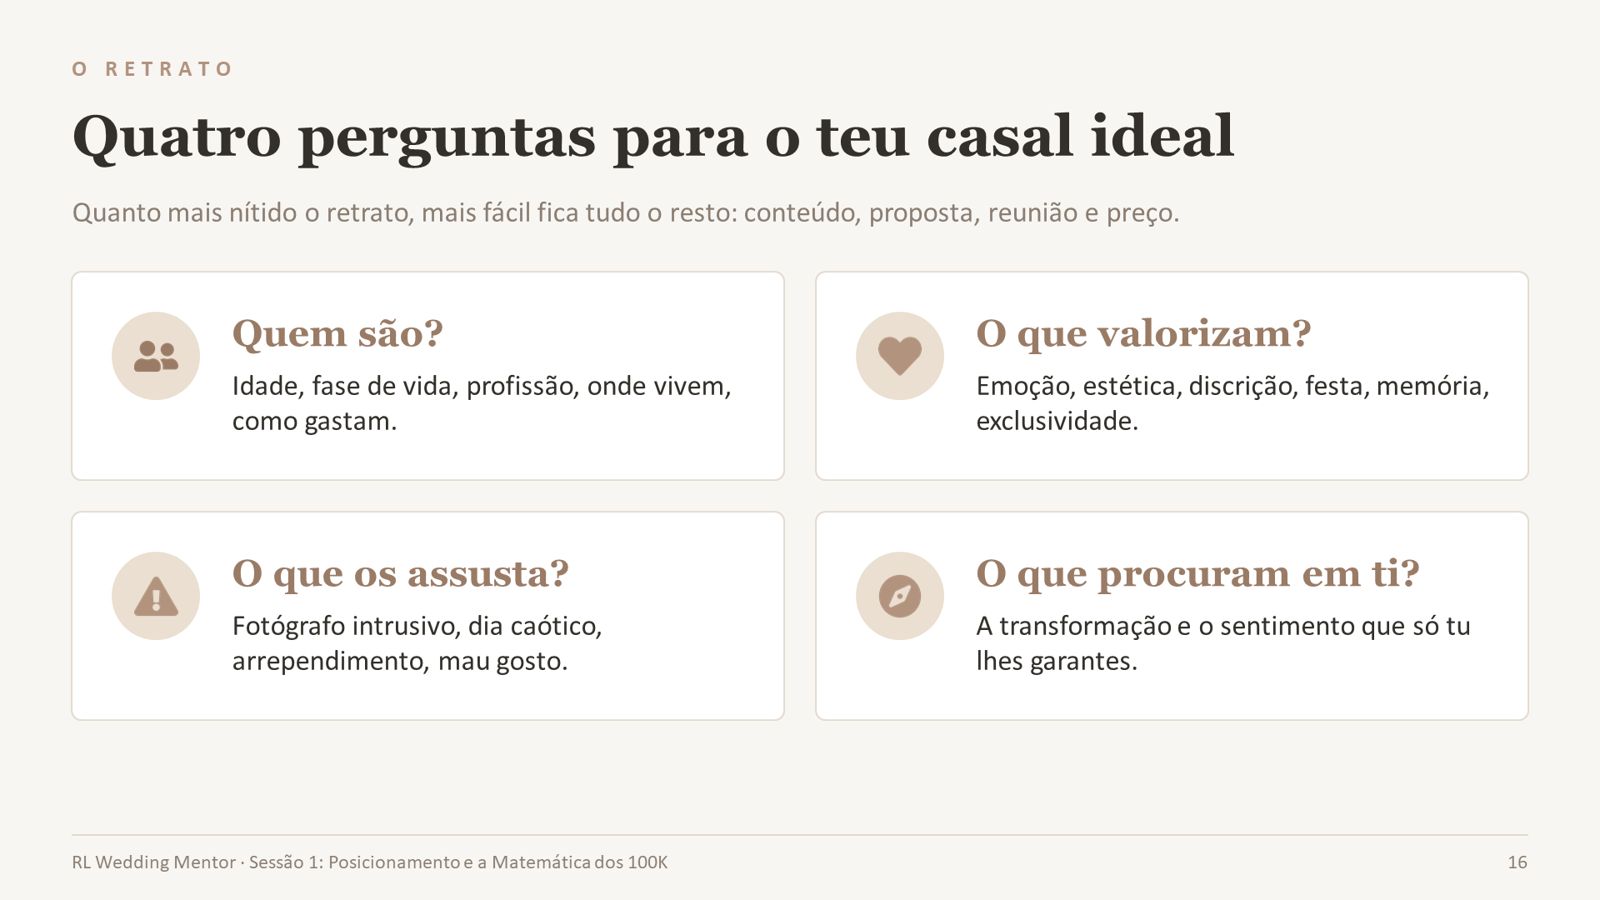 O RETRATO
Quatro perguntas para o teu casal ideal
Quanto mais nítido o retrato, mais fácil fica tudo o resto: conteúdo, proposta, reunião e preço.
Quem são?
Idade, fase de vida, profissão, onde vivem,
como gastam.
O que valorizam?
Emoção, estética, discrição, festa, memória,
exclusividade.
O que os assusta?
Fotógrafo intrusivo, dia caótico,
arrependimento, mau gosto.
O que procuram em ti?
A transformação e o sentimento que só tu
lhes garantes.
RL Wedding Mentor · Sessão 1: Posicionamento e a Matemática dos 100K
16